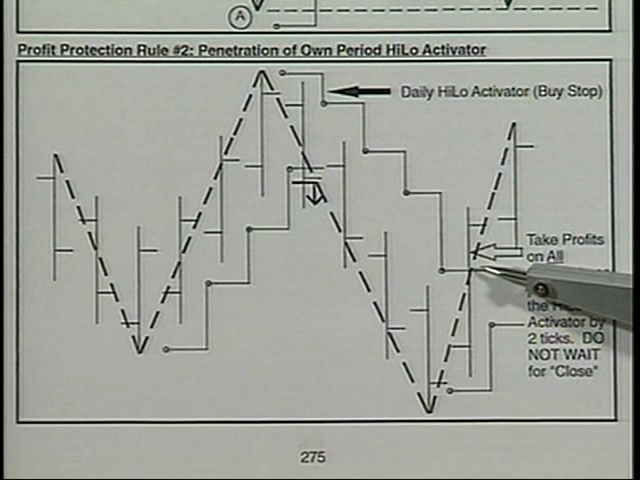 A
Profit Protection Rule #2: Penetration of Own Period HiLo Activator
Daily HiLo Activator (Buy Stop)
Take Profits
on All
the
Activator by
2 ticks. DO
NOT WAIT
for "Close"
275